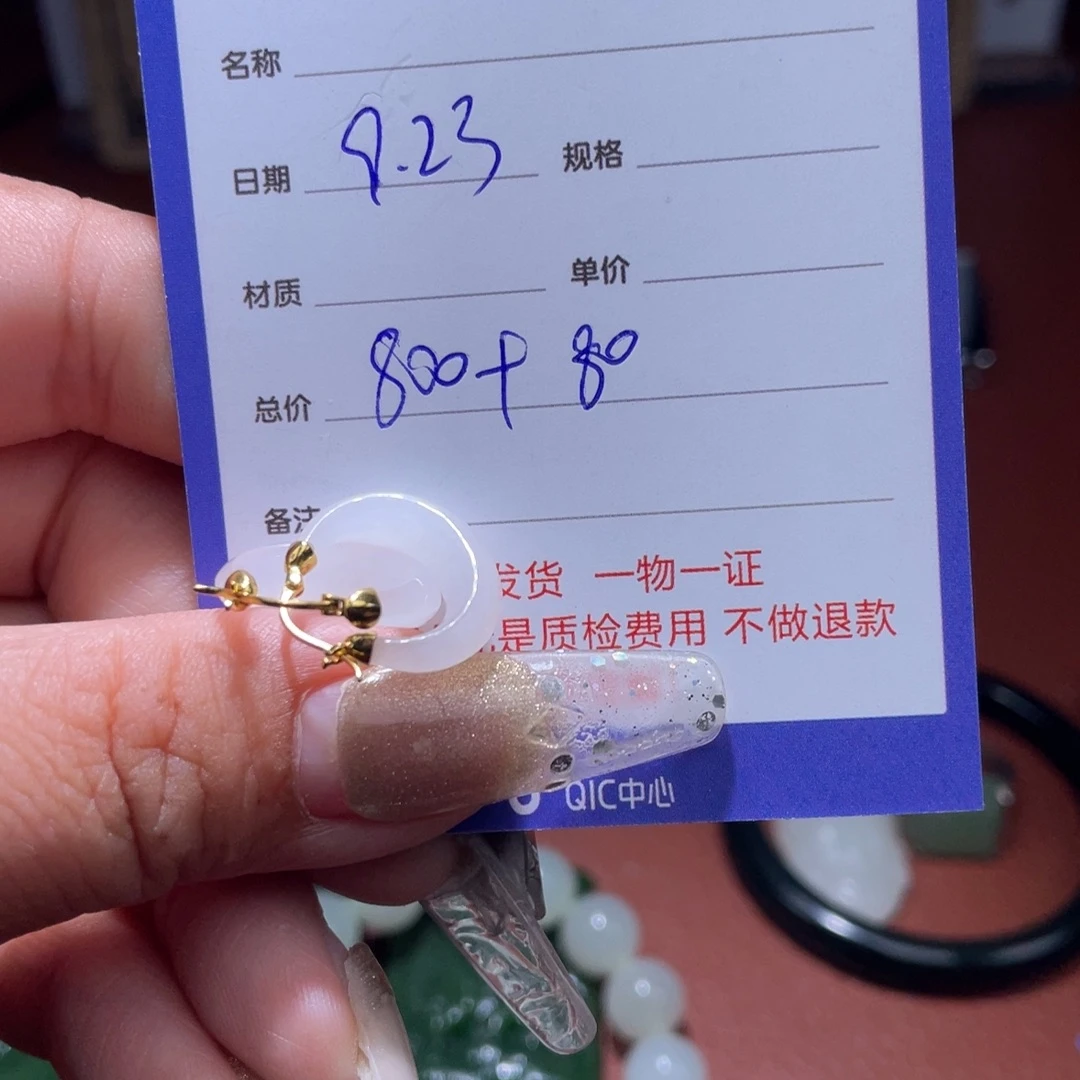 名称
日期 9.23 规格
材质 单价
总价 800+80
备注
发货 一物一证
是质检费用 不做退款
QIC中心